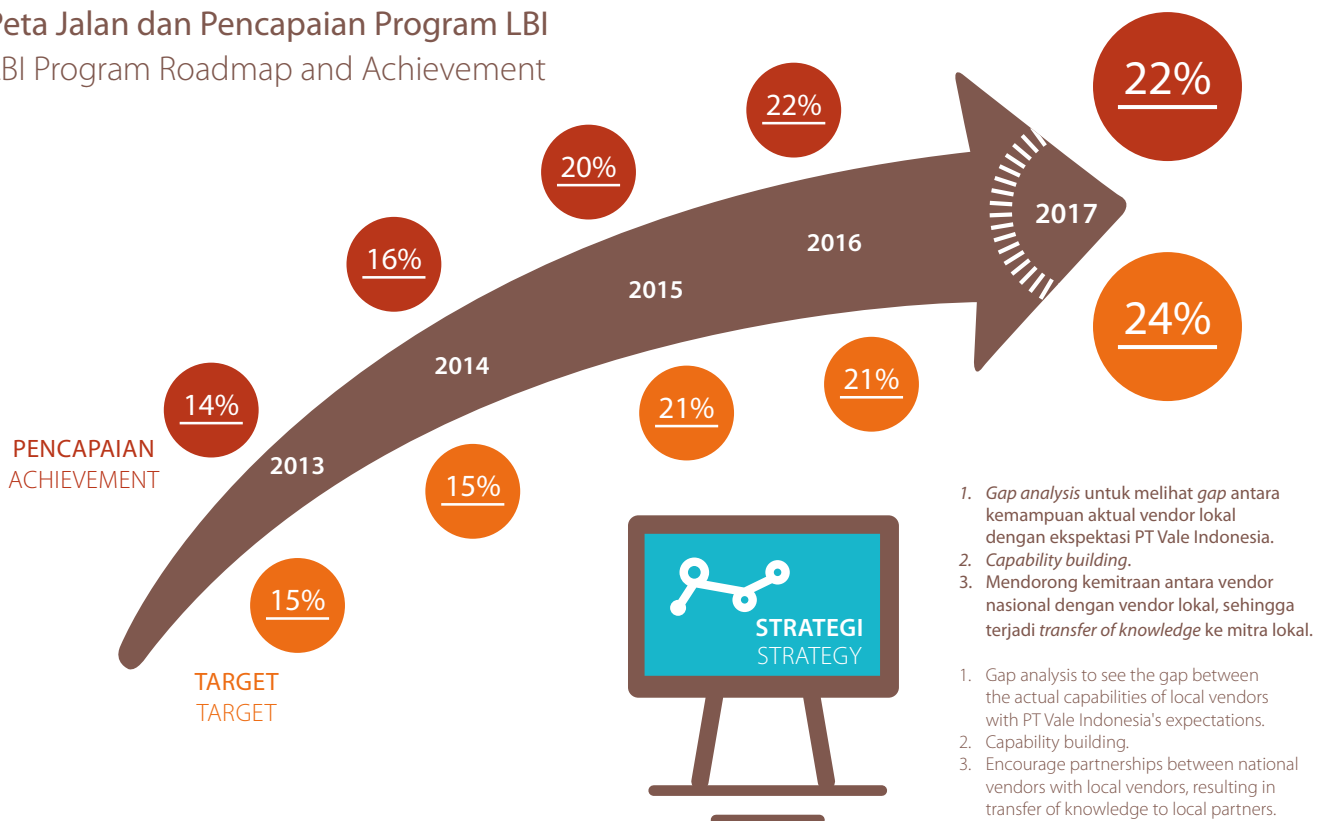 Peta Jalan dan Pencapaian Program LBI
LBI Program Roadmap and Achievement
22%
22%
20%
2017
2016
16%
2015
24%
2014
21%
21%
14%
PENCAPAIAN
ACHIEVEMENT
2013
15%
15%
TARGET
TARGET
STRATEGI
STRATEGY
1. Gap analysis untuk melihat gap antara
kemampuan aktual vendor lokal
dengan ekspektasi PT Vale Indonesia.
2. Capability building.
3. Mendorong kemitraan antara vendor
nasional dengan vendor lokal, sehingga
terjadi transfer of knowledge ke mitra lokal.
1. Gap analysis to see the gap between
the actual capabilities of local vendors
with PT Vale Indonesia's expectations.
2. Capability building.
3. Encourage partnerships between national
vendors with local vendors, resulting in
transfer of knowledge to local partners.